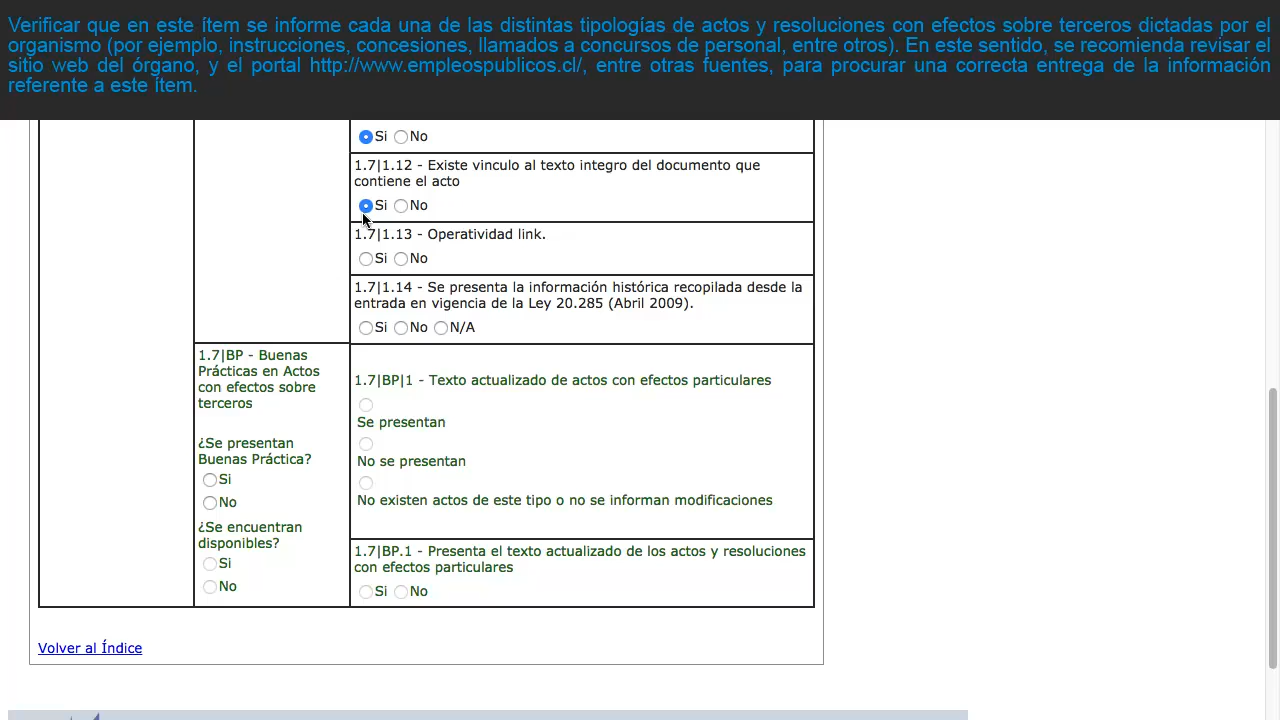 Verificar que en este ítem se informe cada una de las distintas tipologías de actos y resoluciones con efectos sobre terceros dictadas por el
organismo (por ejemplo, instrucciones, concesiones, llamados a concursos de personal, entre otros). En este sentido, se recomienda revisar el
sitio web del órgano, y el portal http://www.empleospublicos.cl/, entre otras fuentes, para procurar una correcta entrega de la información
referente a este ítem.
Si No
1.7|1.12 - Existe vinculo al texto integro del documento que
contiene el acto
Si No
1.7|1.13 - Operatividad link.
Si No
1.7|1.14 - Se presenta la información histórica recopilada desde la
entrada en vigencia de la Ley 20.285 (Abril 2009).
Si No N/A
1.7|BP - Buenas
Prácticas en Actos
con efectos sobre
terceros
¿Se presentan
Buenas Práctica?
Si
No
¿Se encuentran
disponibles?
Si
No
1.7|BP|1 - Texto actualizado de actos con efectos particulares
Se presentan
No se presentan
No existen actos de este tipo o no se informan modificaciones
1.7|BP.1 - Presenta el texto actualizado de los actos y resoluciones
con efectos particulares
Si No
Volver al Índice